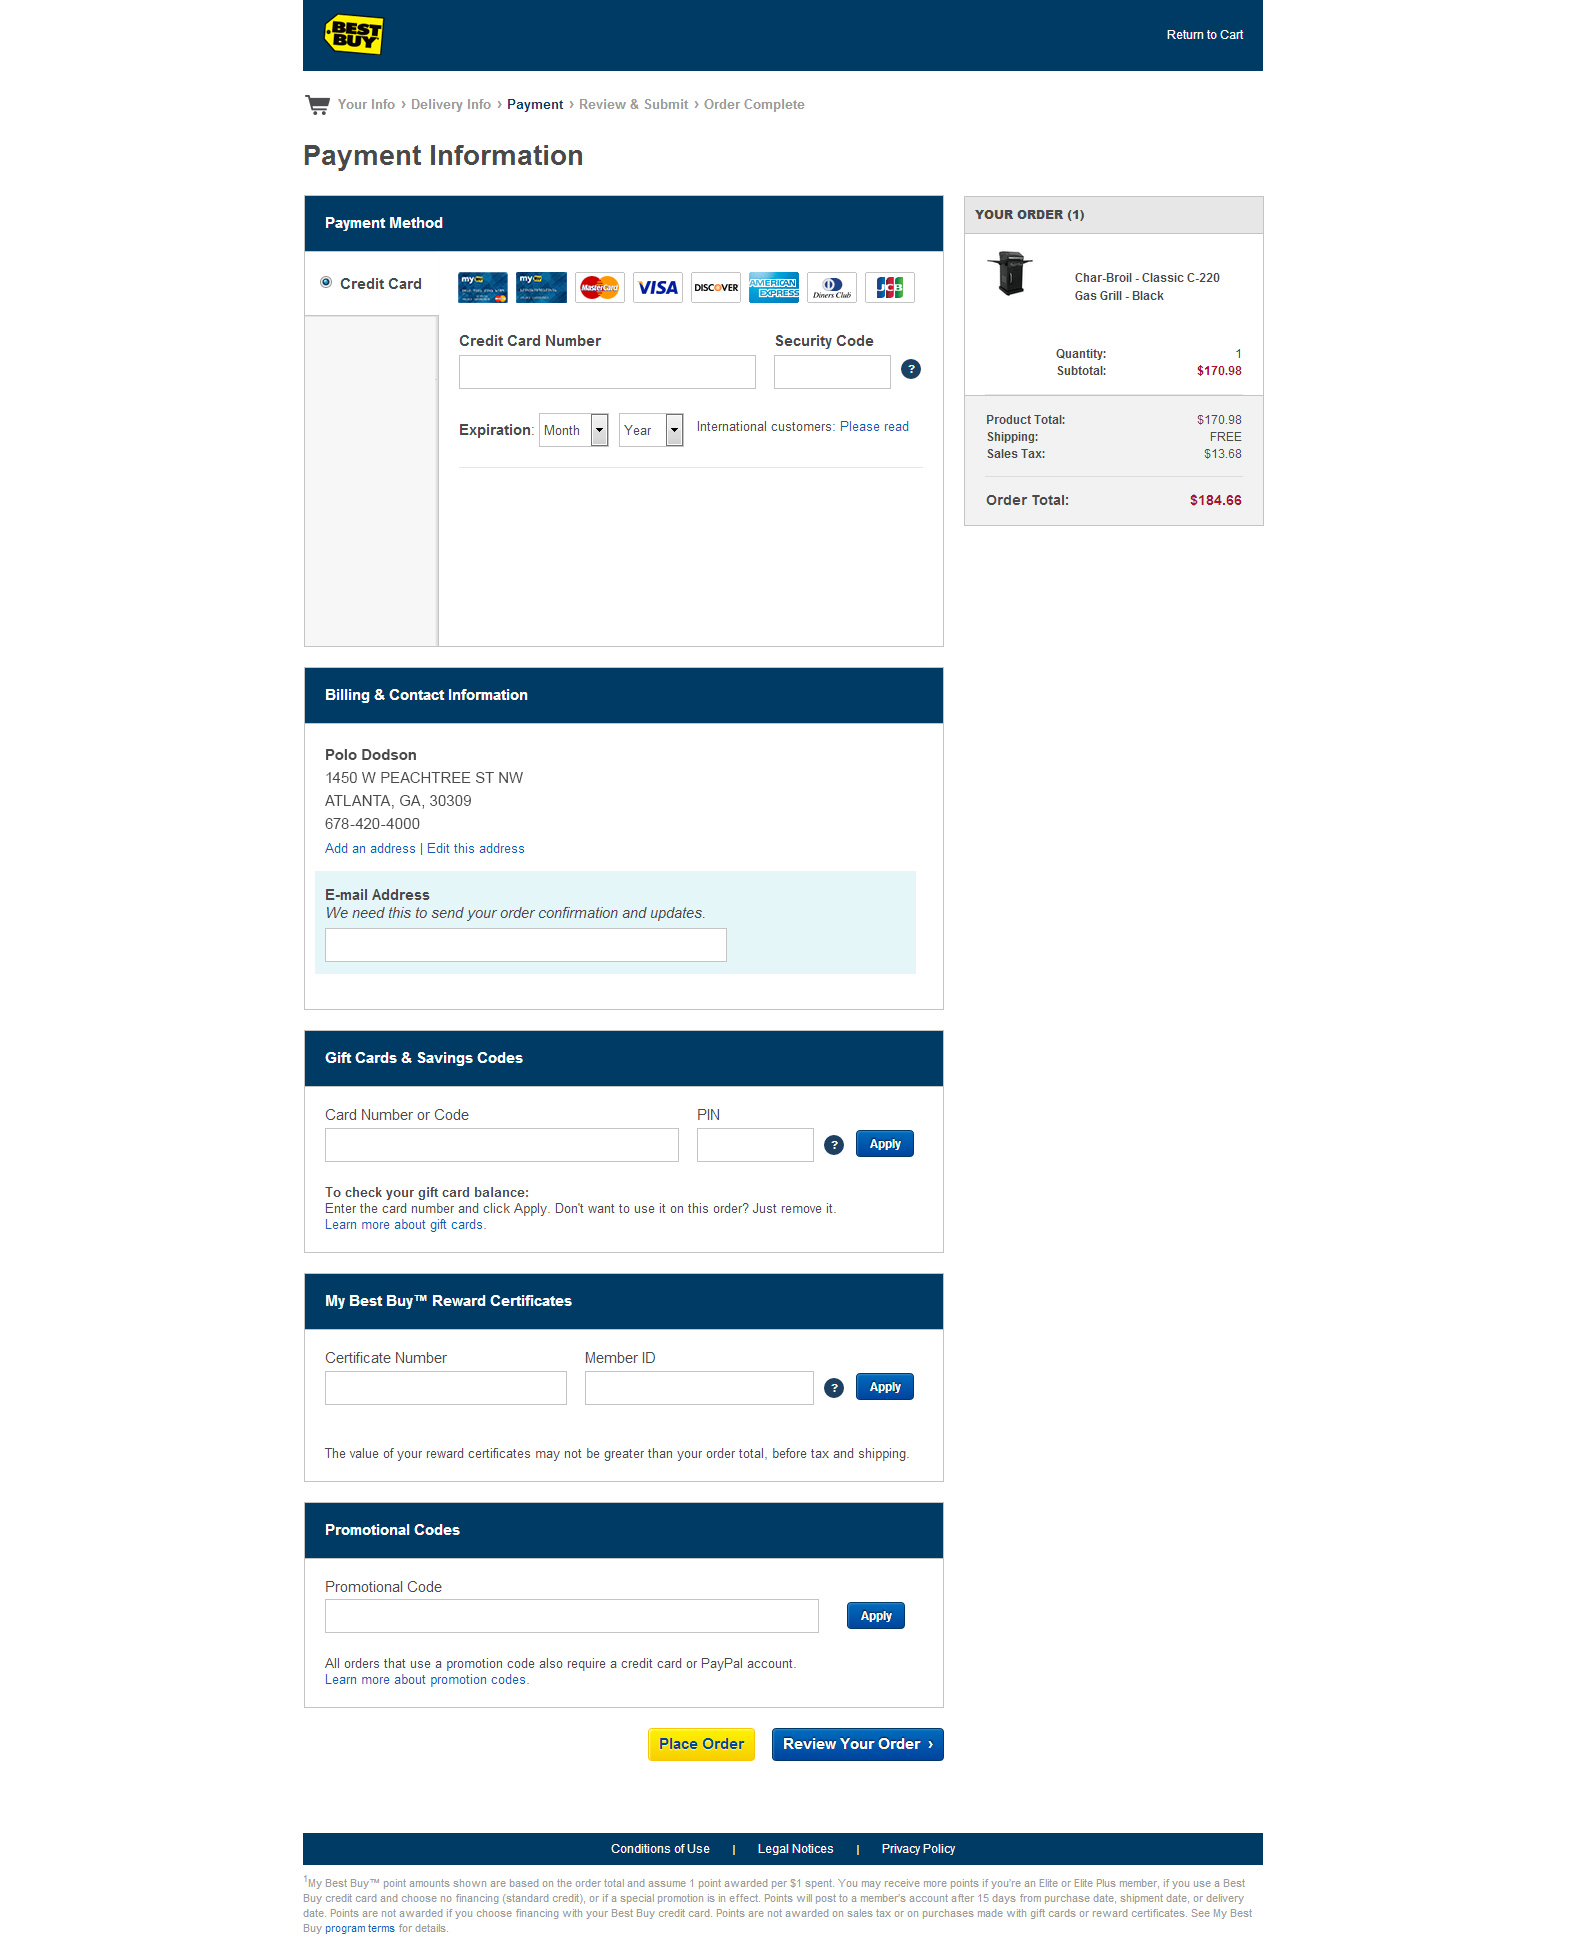 BEST BUY
Return to Cart
Your Info › Delivery Info › Payment › Review & Submit › Order Complete
Payment Information
Payment Method
Credit Card
my
my
MasterCard
VISA
DISCOVER
AMERICAN EXPRESS
Diners Club
JCB
Credit Card Number
Security Code
?
Expiration:
Month
Year
International customers: Please read
YOUR ORDER (1)
Char-Broil - Classic C-220
Gas Grill - Black
Quantity: 1
Subtotal: $170.98
Product Total: $170.98
Shipping: FREE
Sales Tax: $13.68
Order Total: $184.66
Billing & Contact Information
Polo Dodson
1450 W PEACHTREE ST NW
ATLANTA, GA, 30309
678-420-4000
Add an address | Edit this address
E-mail Address
We need this to send your order confirmation and updates.
Gift Cards & Savings Codes
Card Number or Code
PIN
?
Apply
To check your gift card balance:
Enter the card number and click Apply. Don't want to use it on this order? Just remove it.
Learn more about gift cards.
My Best Buy™ Reward Certificates
Certificate Number
Member ID
?
Apply
The value of your reward certificates may not be greater than your order total, before tax and shipping.
Promotional Codes
Promotional Code
Apply
All orders that use a promotion code also require a credit card or PayPal account.
Learn more about promotion codes.
Place Order
Review Your Order ›
Conditions of Use | Legal Notices | Privacy Policy
1My Best Buy™ point amounts shown are based on the order total and assume 1 point awarded per $1 spent. You may receive more points if you're an Elite or Elite Plus member, if you use a Best
Buy credit card and choose no financing (standard credit), or if a special promotion is in effect. Points will post to a member's account after 15 days from purchase date, shipment date, or delivery
date. Points are not awarded if you choose financing with your Best Buy credit card. Points are not awarded on sales tax or on purchases made with gift cards or reward certificates. See My Best
Buy program terms for details.